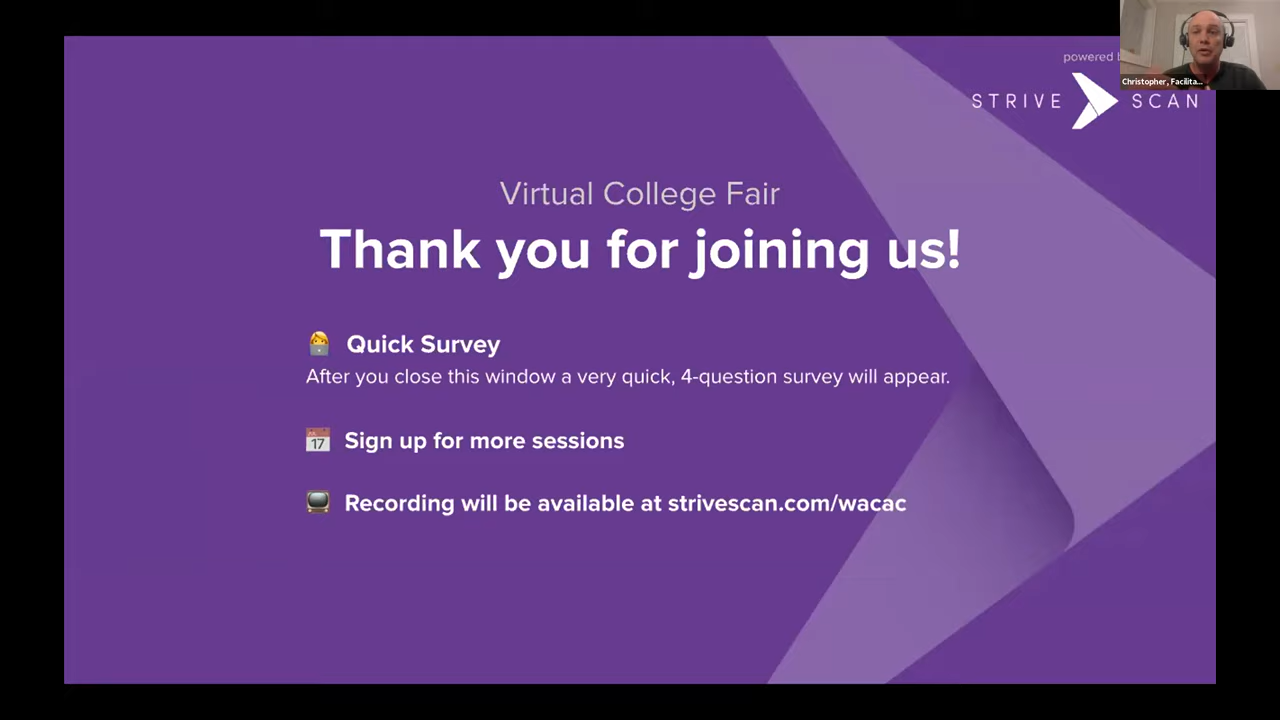 powered
Christopher, Facilita...
STRIVE SCAN
Virtual College Fair
Thank you for joining us!
Quick Survey
After you close this window a very quick, 4-question survey will appear.
17
Sign up for more sessions
Recording will be available at strivescan.com/wacac